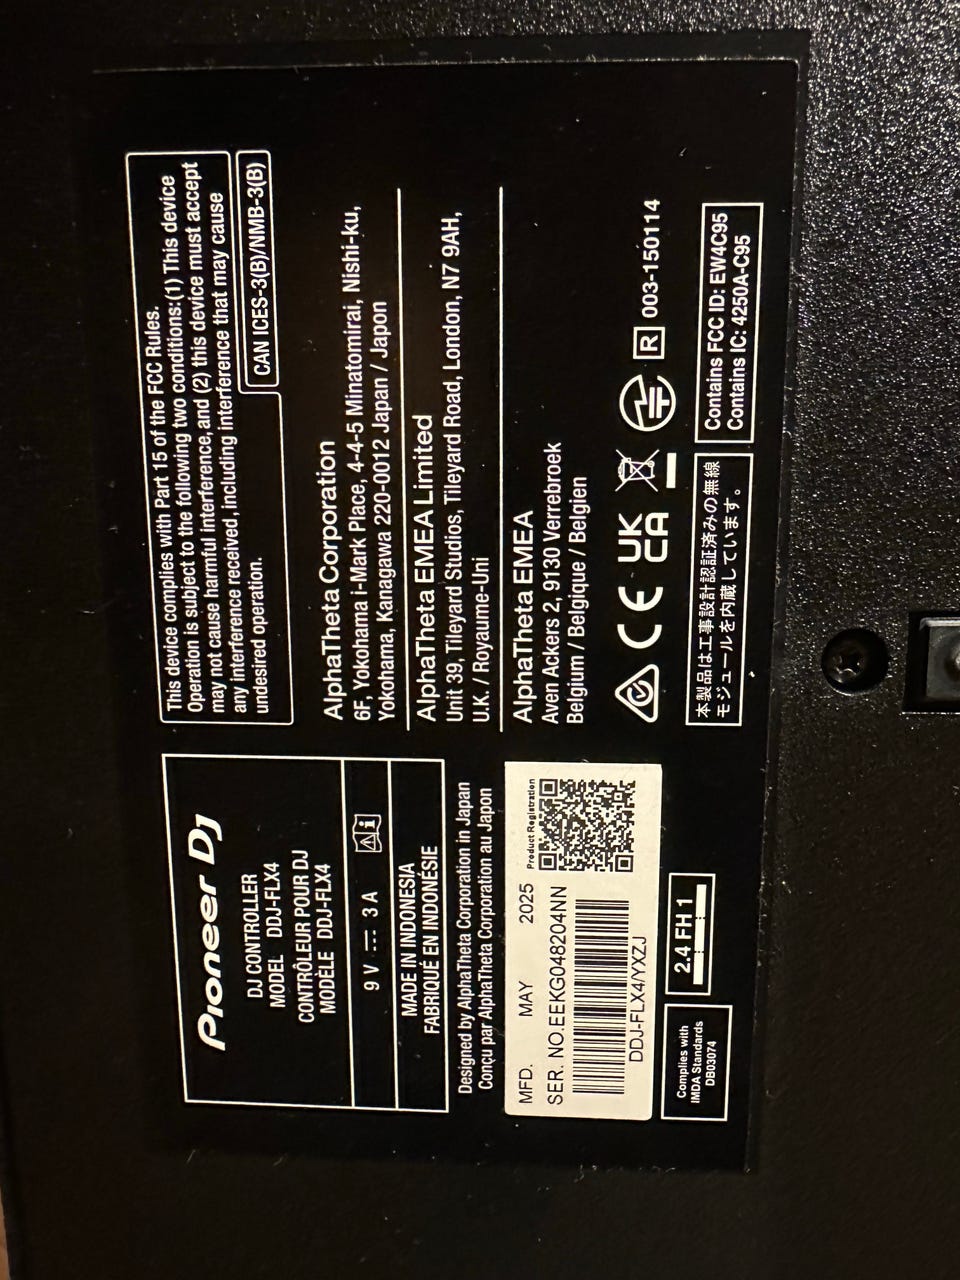 Pioneer DJ
DJ CONTROLLER
MODEL DDJ-FLX4
CONTRÔLEUR POUR DJ
MODÈLE DDJ-FLX4
9 V 3 A
MADE IN INDONESIA
FABRIQUÉ EN INDONÉSIE
Designed by AlphaTheta Corporation in Japan
Conçu par AlphaTheta Corporation au Japon
MFD. MAY 2025
SER. NO.EEKG048204NN
DDJ-FLX4/YXZJ
Product Registration
Complies with
IMDA Standards
DB03074
2.4 FH 1
This device complies with Part 15 of the FCC Rules.
Operation is subject to the following two conditions:(1) This device
may not cause harmful interference, and (2) this device must accept
any interference received, including interference that may cause
undesired operation.
CAN ICES-3(B)/NMB-3(B)
AlphaTheta Corporation
6F, Yokohama i-Mark Place, 4-4-5 Minatomirai, Nishi-ku,
Yokohama, Kanagawa 220-0012 Japan / Japon
AlphaTheta EMEA Limited
Unit 39, Tileyard Studios, Tileyard Road, London, N7 9AH,
U.K. / Royaume-Uni
AlphaTheta EMEA
Aven Ackers 2, 9130 Verrebroek
Belgium / Belgique / Belgien
CE UK CA R 003-150114
本製品は工事設計認証済みの無線
モジュールを内蔵しています。
Contains FCC ID: EW4C95
Contains IC: 4250A-C95